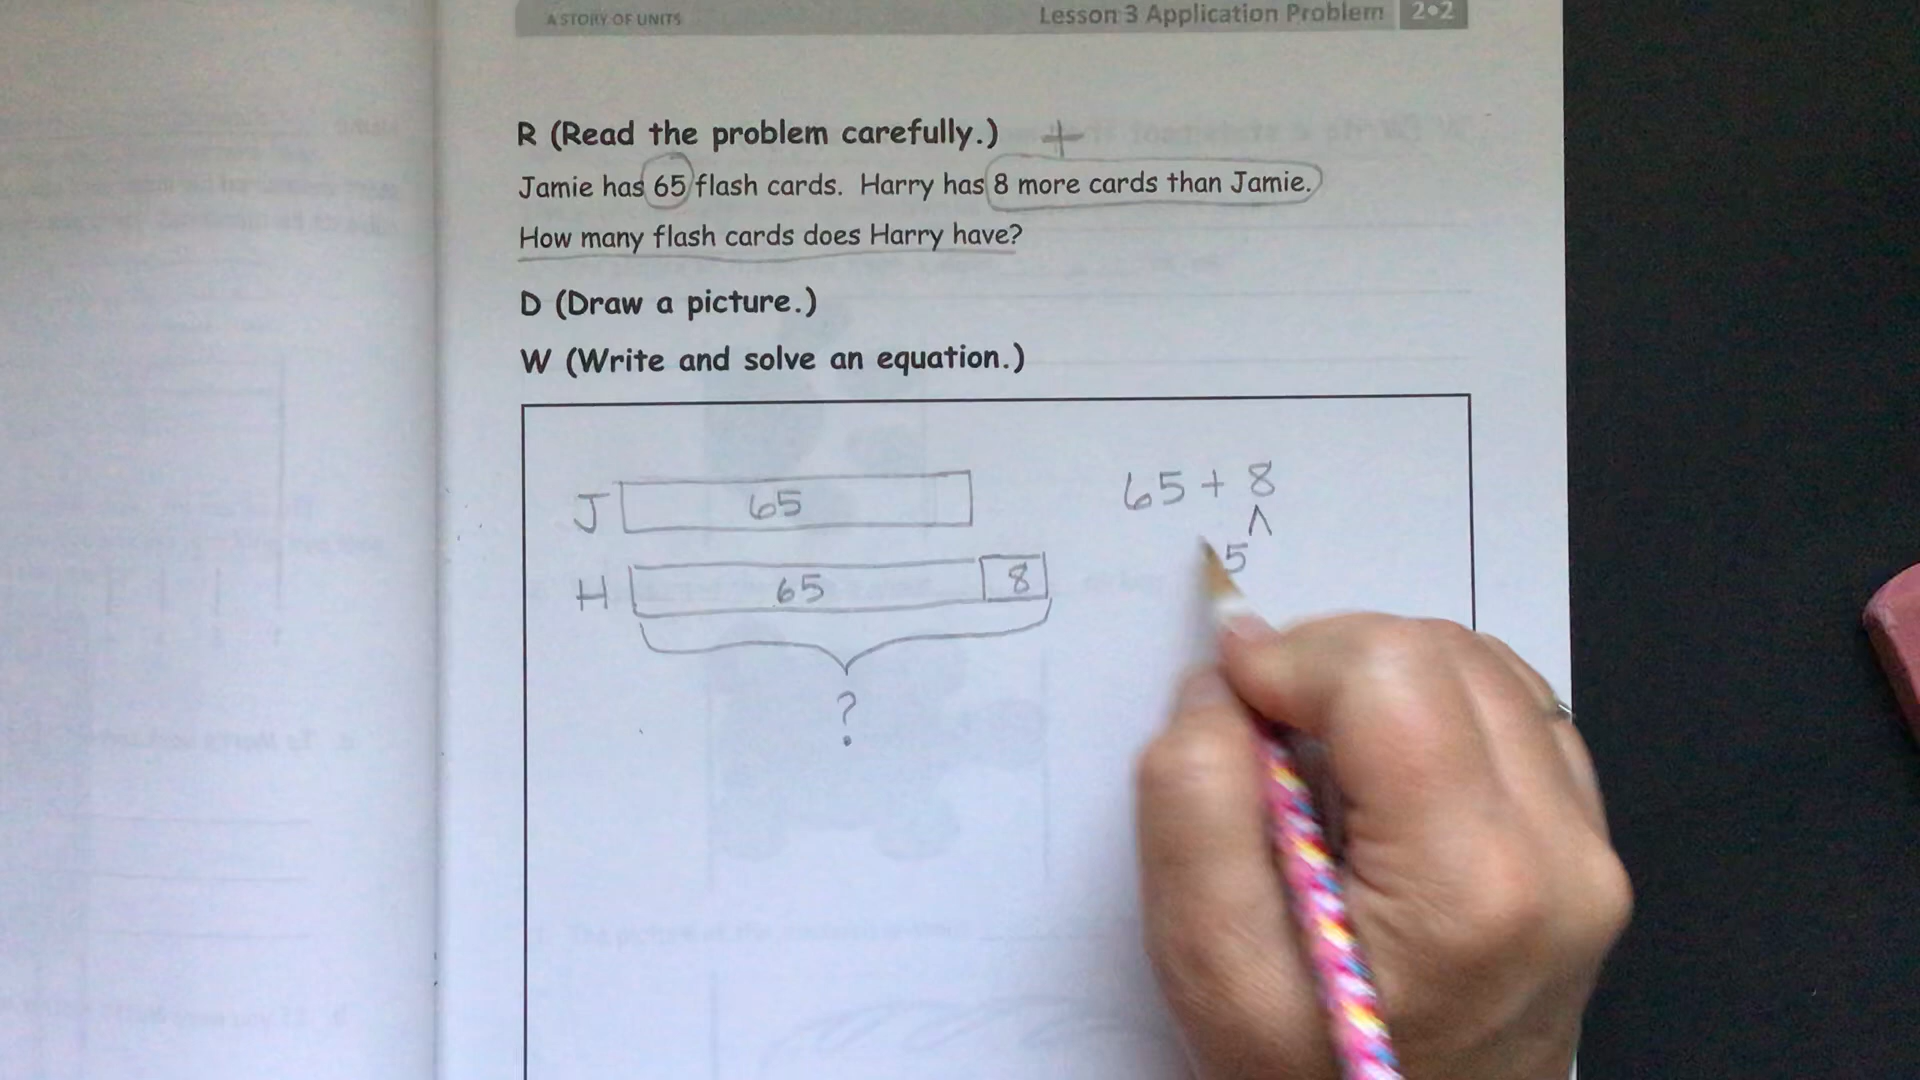 A STORY OF UNITS
Lesson 3 Application Problem 2•2
R (Read the problem carefully.) +
Jamie has 65 flash cards. Harry has 8 more cards than Jamie.
How many flash cards does Harry have?
D (Draw a picture.)
W (Write and solve an equation.)
J 65
65 + 8
5
H 65 8
?